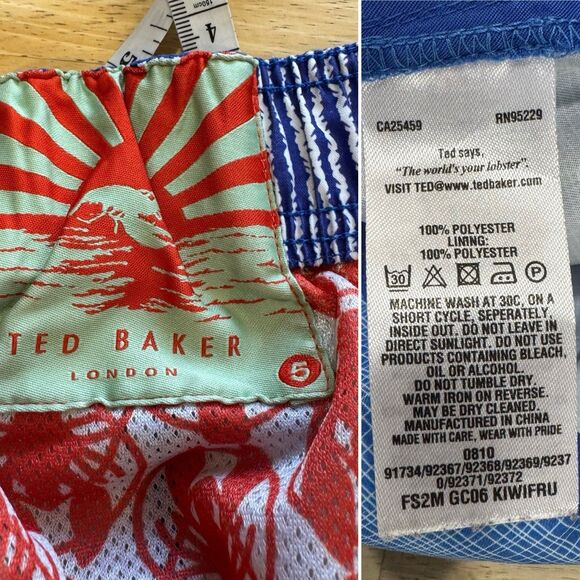 150cm
4
5
TED BAKER
LONDON
5
CA25459 RN95229
Ted says,
"The world's your lobster".
VISIT TED@www.tedbaker.com
100% POLYESTER
LINING:
100% POLYESTER
30
P
MACHINE WASH AT 30C, ON A
SHORT CYCLE, SEPERATELY,
INSIDE OUT. DO NOT LEAVE IN
DIRECT SUNLIGHT. DO NOT USE
PRODUCTS CONTAINING BLEACH,
OIL OR ALCOHOL.
DO NOT TUMBLE DRY.
WARM IRON ON REVERSE.
MAY BE DRY CLEANED.
MANUFACTURED IN CHINA
MADE WITH CARE. WEAR WITH PRIDE
0810
91734/92367/92368/92369/9237
0/92371/92372
FS2M GC06 KIWIFRU